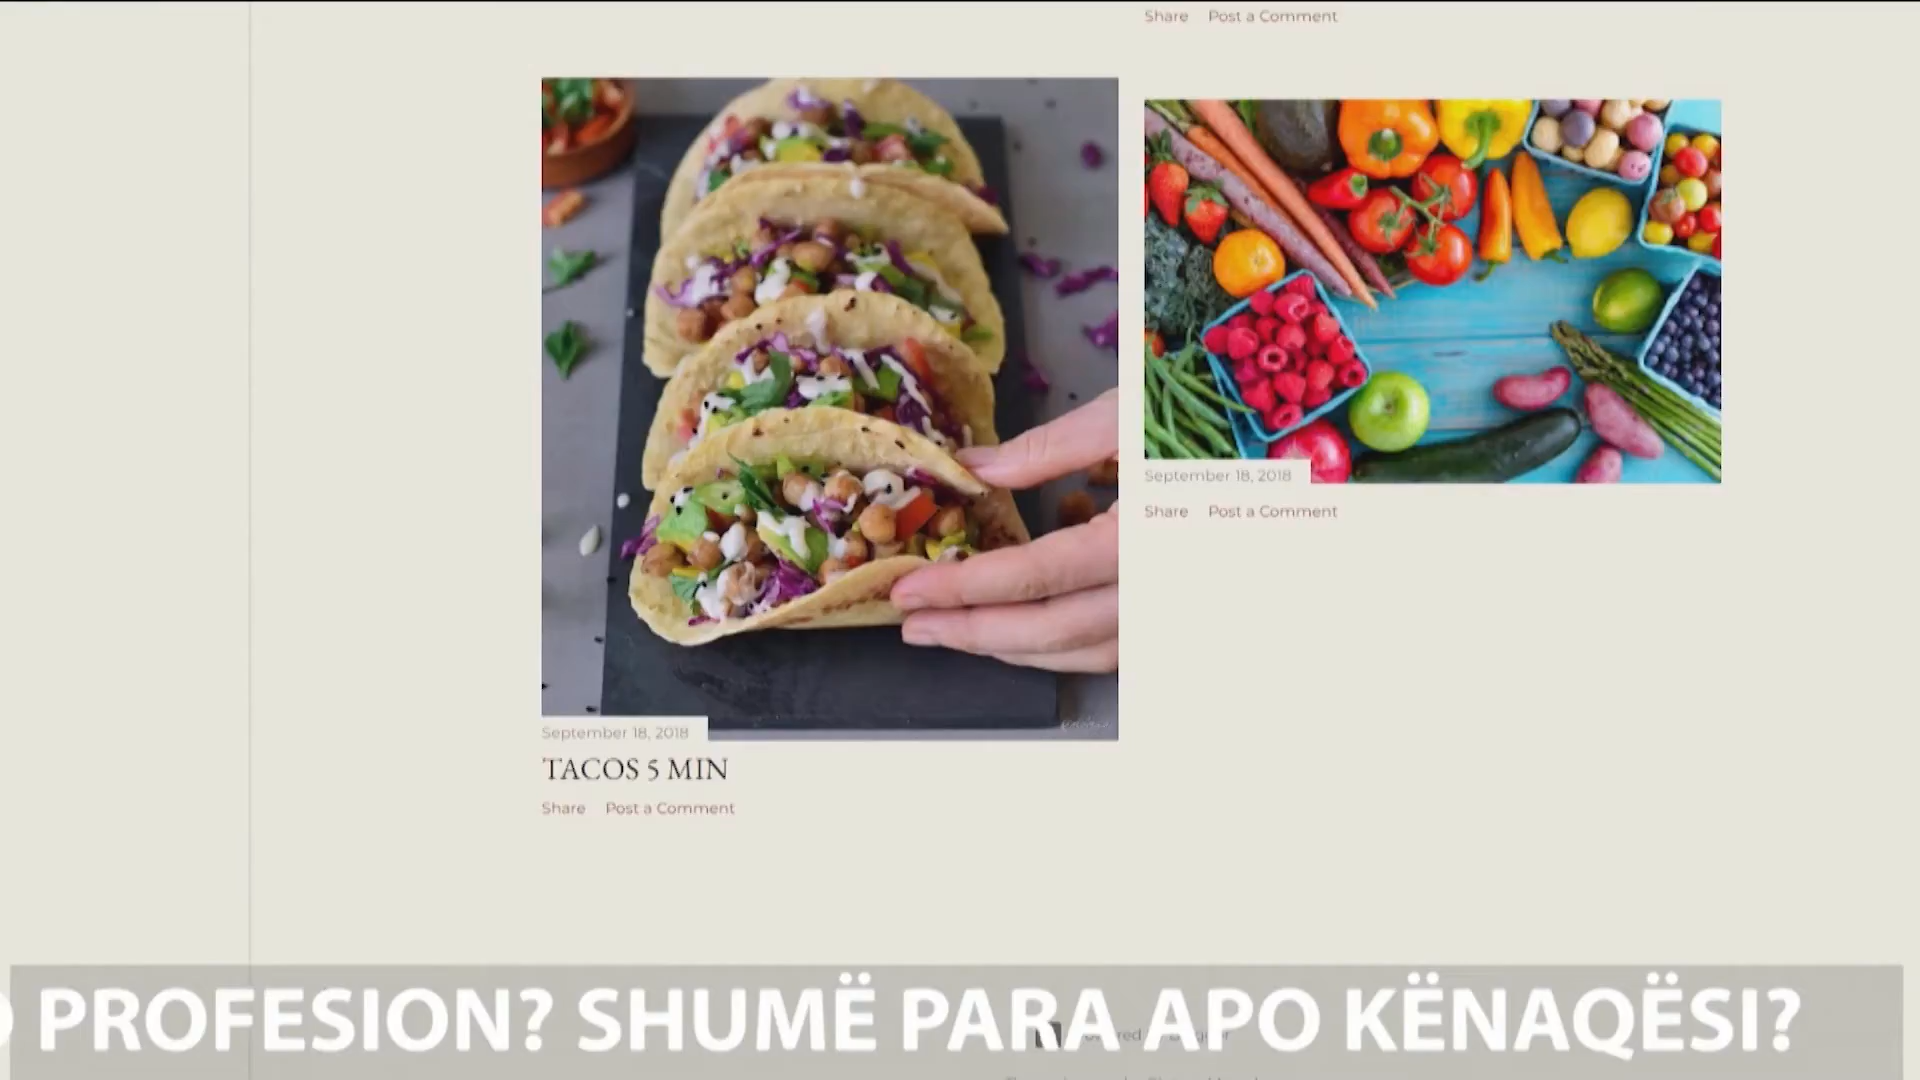 Share Post a Comment
September 18, 2018
Share Post a Comment
September 18, 2018
TACOS 5 MIN
Share Post a Comment
PROFESION? SHUMË PARA APO KËNAQËSI?